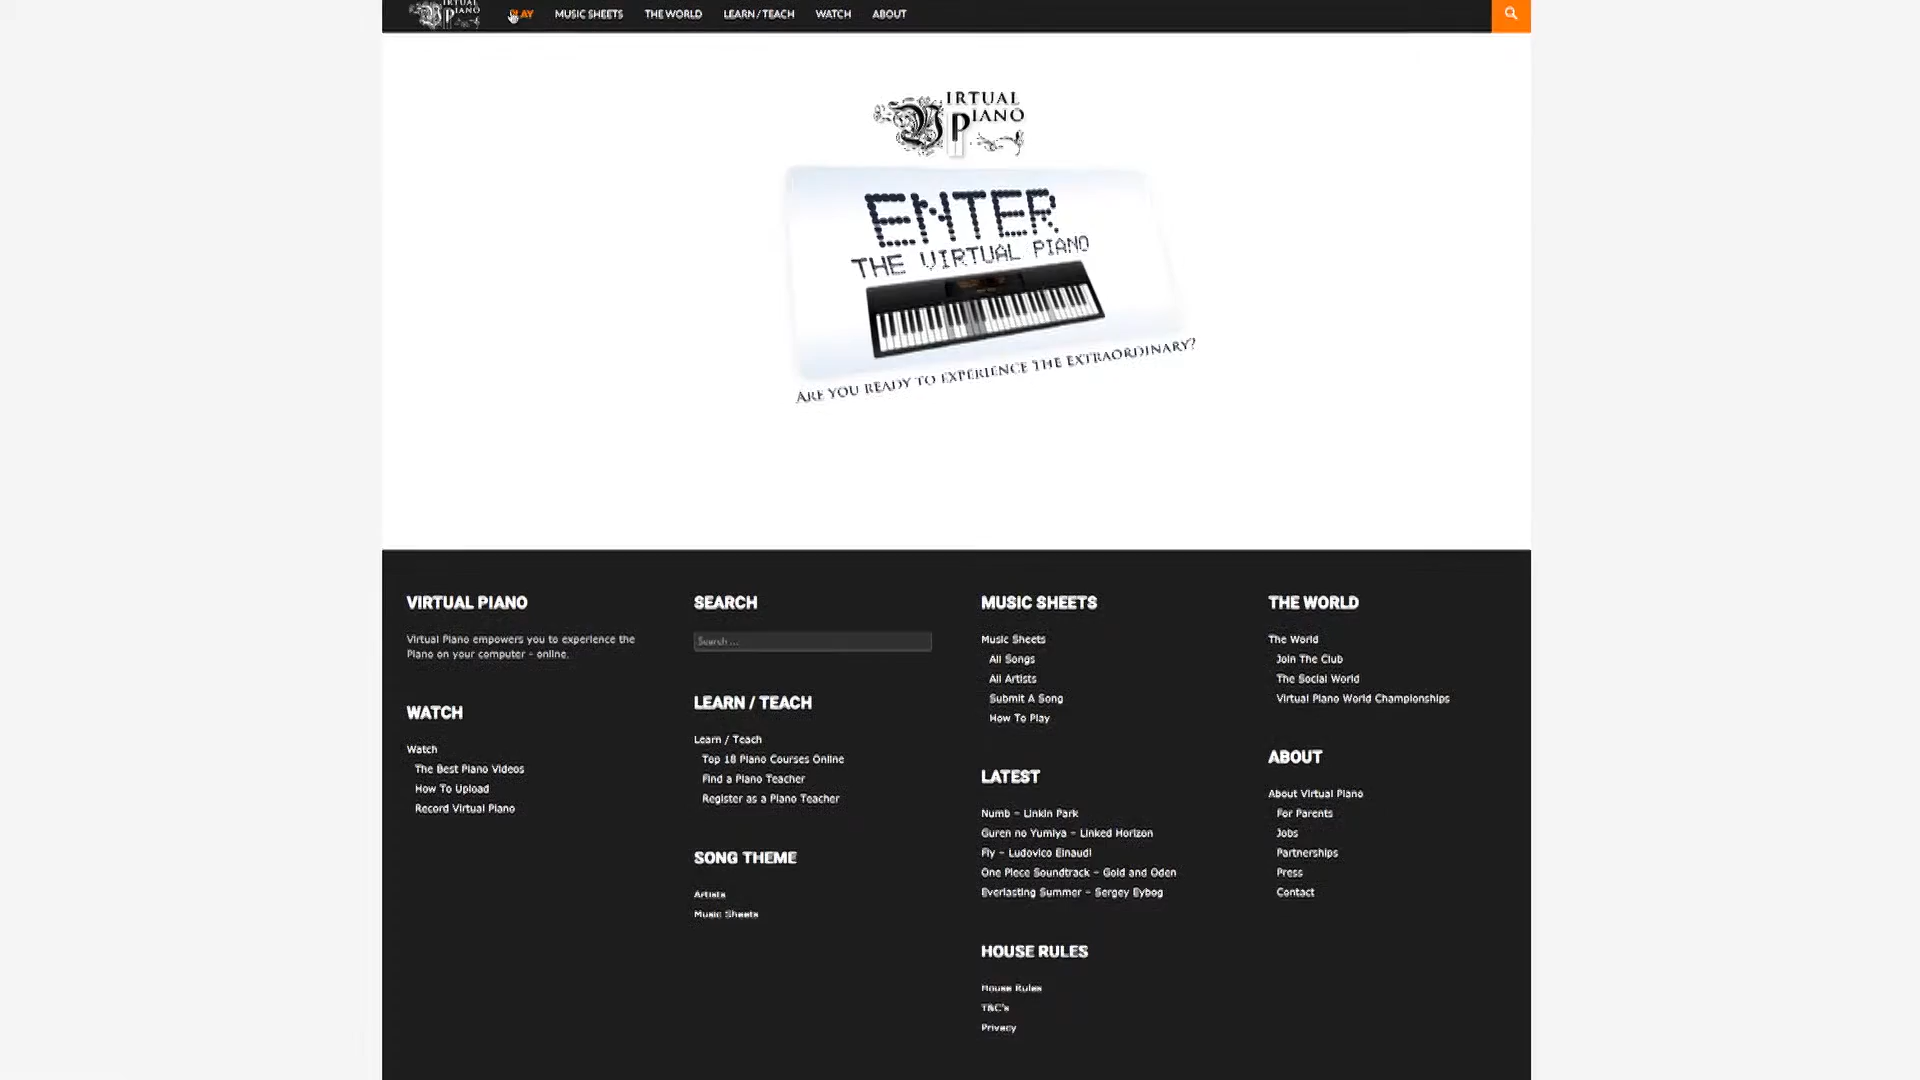 VIRTUAL PIANO
PLAY MUSIC SHEETS THE WORLD LEARN / TEACH WATCH ABOUT
VIRTUAL
PIANO
ENTER
THE VIRTUAL PIANO
ARE YOU READY TO EXPERIENCE THE EXTRAORDINARY?
VIRTUAL PIANO
Virtual Piano empowers you to experience the
Piano on your computer - online.
WATCH
Watch
The Best Piano Videos
How To Upload
Record Virtual Piano
SEARCH
Search ...
LEARN / TEACH
Learn / Teach
Top 18 Piano Courses Online
Find a Piano Teacher
Register as a Piano Teacher
SONG THEME
Artists
Music Sheets
MUSIC SHEETS
Music Sheets
All Songs
All Artists
Submit A Song
How To Play
LATEST
Numb – Linkin Park
Guren no Yumiya – Linked Horizon
Fly – Ludovico Einaudi
One Piece Soundtrack – Gold and Oden
Everlasting Summer – Sergey Eybog
HOUSE RULES
House Rules
T&C's
Privacy
THE WORLD
The World
Join The Club
The Social World
Virtual Piano World Championships
ABOUT
About Virtual Piano
For Parents
Jobs
Partnerships
Press
Contact